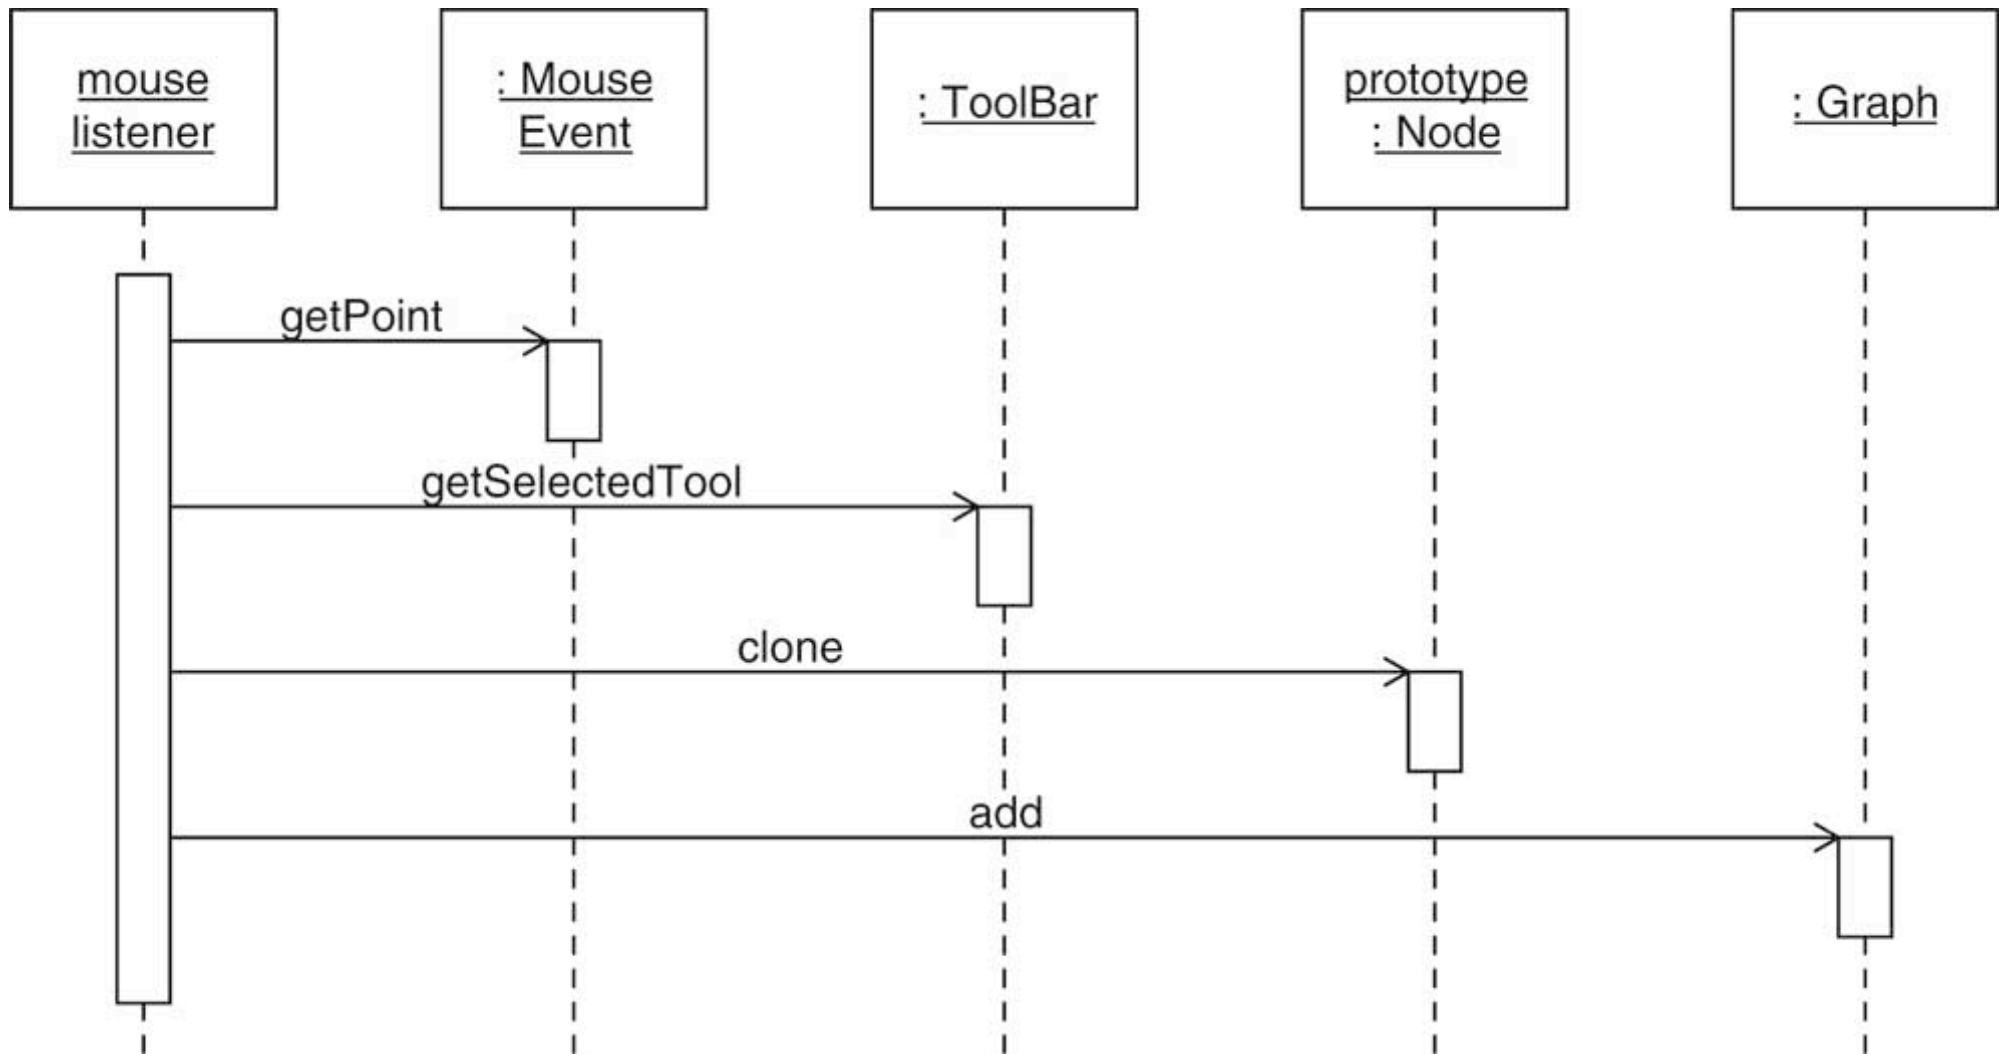 mouse
listener
: Mouse
Event
: ToolBar
prototype
: Node
: Graph
getPoint
getSelectedTool
clone
add